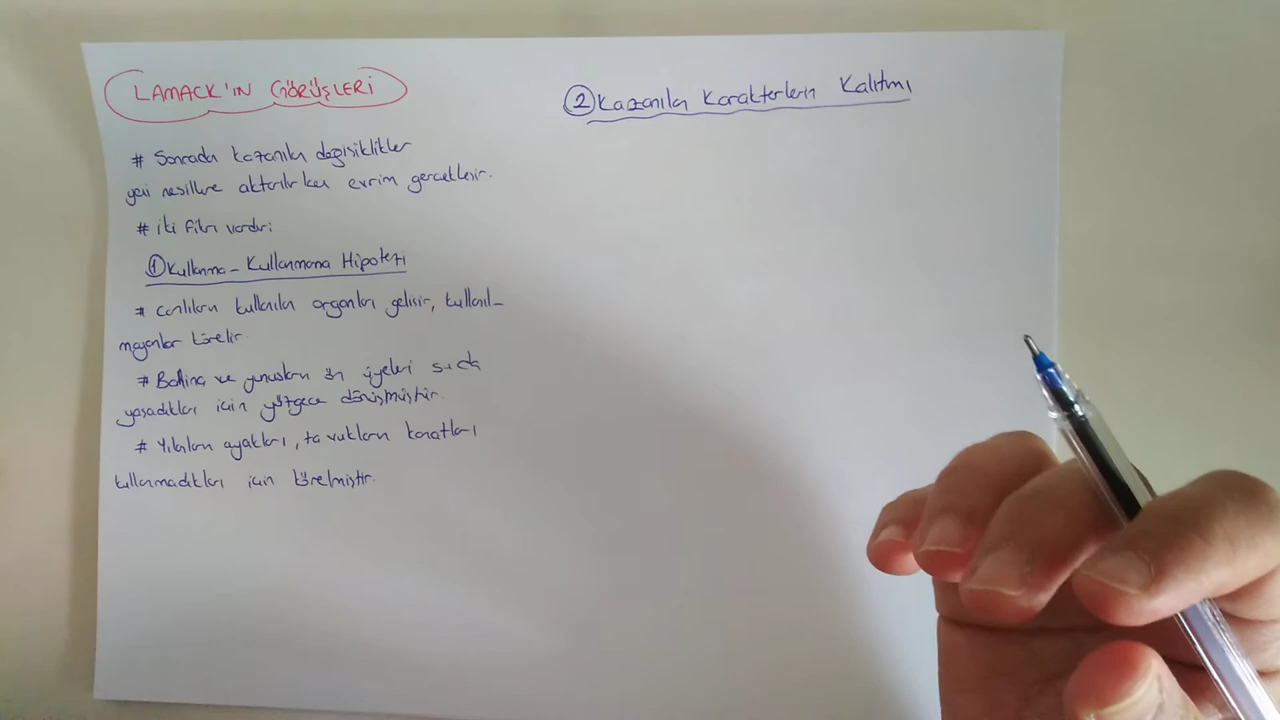 LAMACK'IN GÖRÜŞLERİ
# Sonradan kazanılan değişiklikler
yeni nesillere aktarılırken evrim gerçekleşir.
# iki fikri vardır:
① Kullanma - Kullanmama Hipotezi
# canlıların kullanılan organları gelişir, kullanıl-
mayanlar körelir.
# Balina ve yunusların ön üyeleri suda
yaşadıkları için yüzgece dönüşmüştür.
# Yılanların ayakları, tavukların kanatları
kullanmadıkları için körelmiştir.
② Kazanılan Karakterlerin Kalıtımı